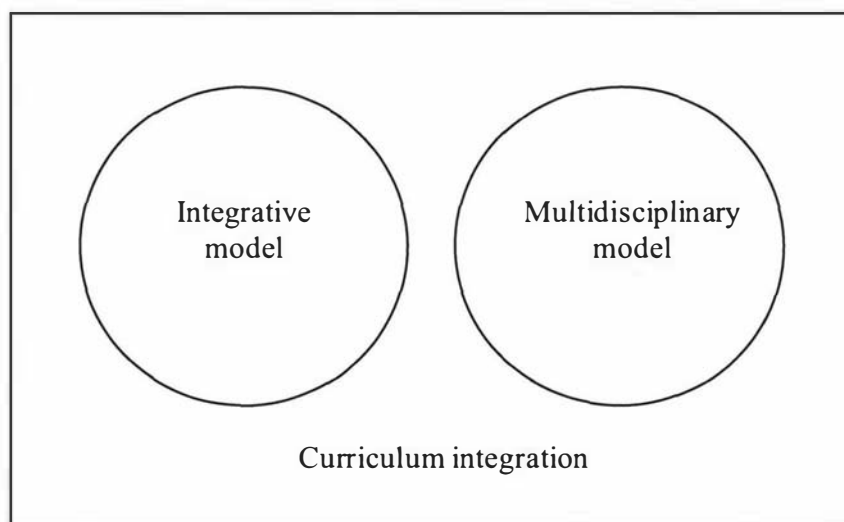 Integrative
model
Multidisciplinary
model
Curriculum integration